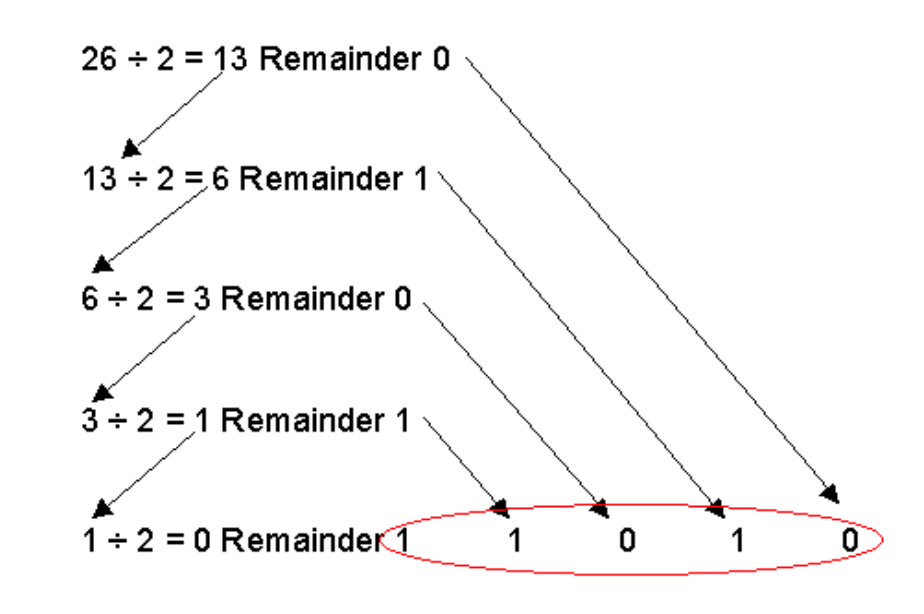 26 ÷ 2 = 13 Remainder 0
13 ÷ 2 = 6 Remainder 1
6 ÷ 2 = 3 Remainder 0
3 ÷ 2 = 1 Remainder 1
1 ÷ 2 = 0 Remainder 1 1 0 1 0